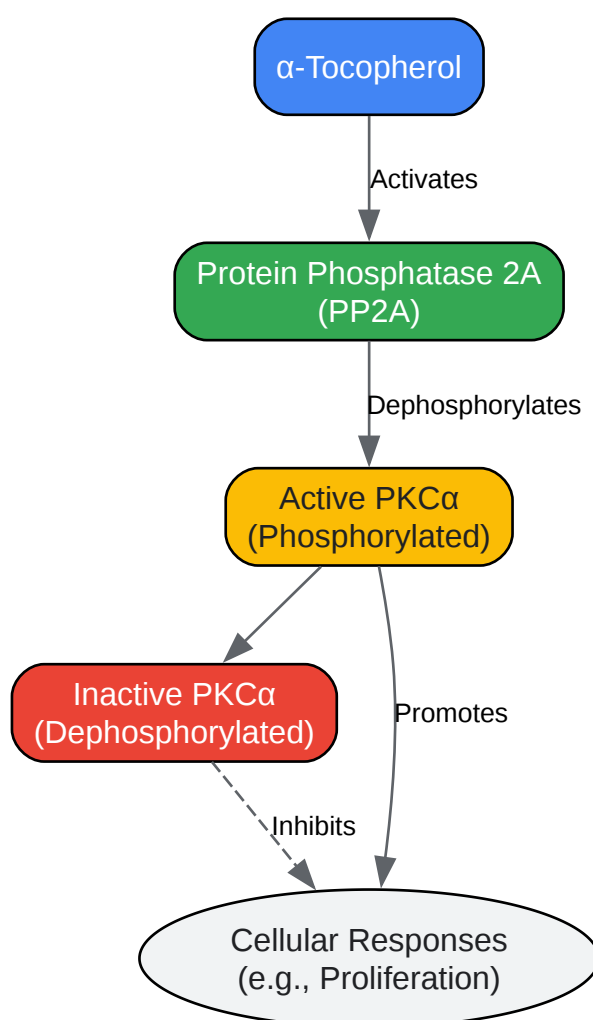 α-Tocopherol
Activates
Protein Phosphatase 2A
(PP2A)
Dephosphorylates
Active PKCα
(Phosphorylated)
Inactive PKCα
(Dephosphorylated)
Promotes
Inhibits
Cellular Responses
(e.g., Proliferation)